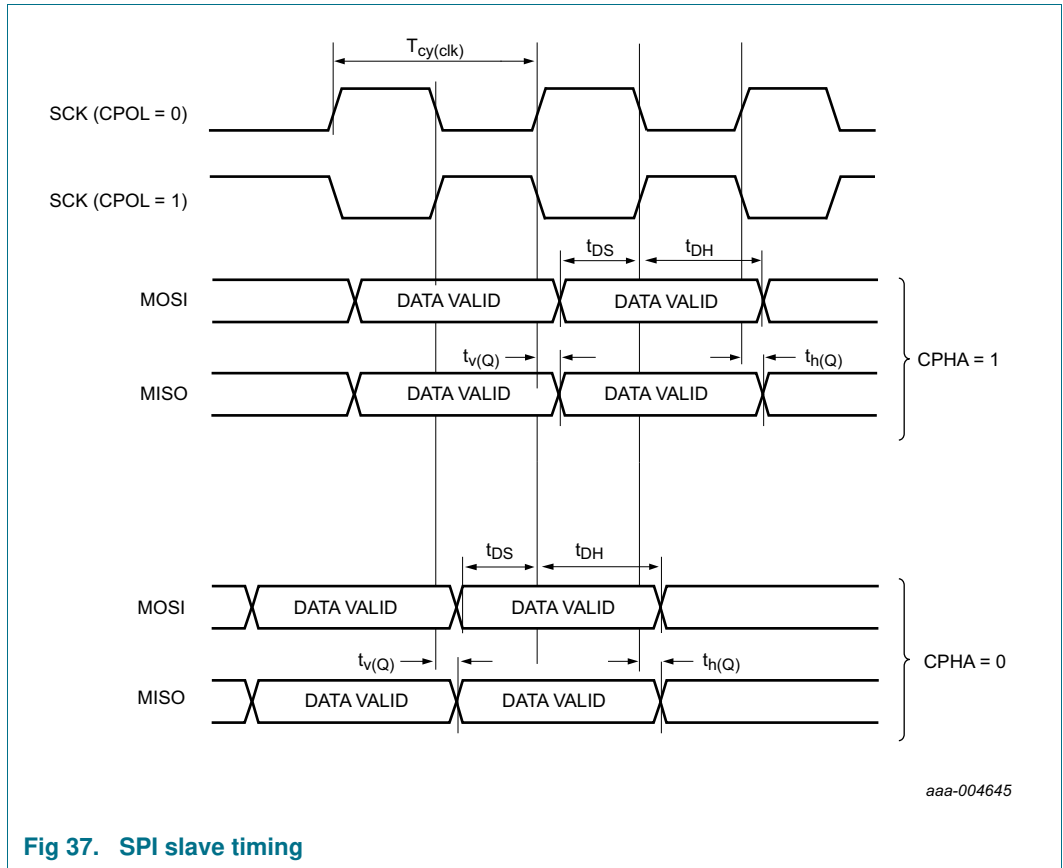 Tcy(clk)
SCK (CPOL = 0)
SCK (CPOL = 1)
tDS tDH
MOSI DATA VALID DATA VALID
tv(Q) th(Q)
MISO DATA VALID DATA VALID
CPHA = 1
tDS tDH
MOSI DATA VALID DATA VALID
tv(Q) th(Q)
MISO DATA VALID DATA VALID
CPHA = 0
aaa-004645
Fig 37. SPI slave timing